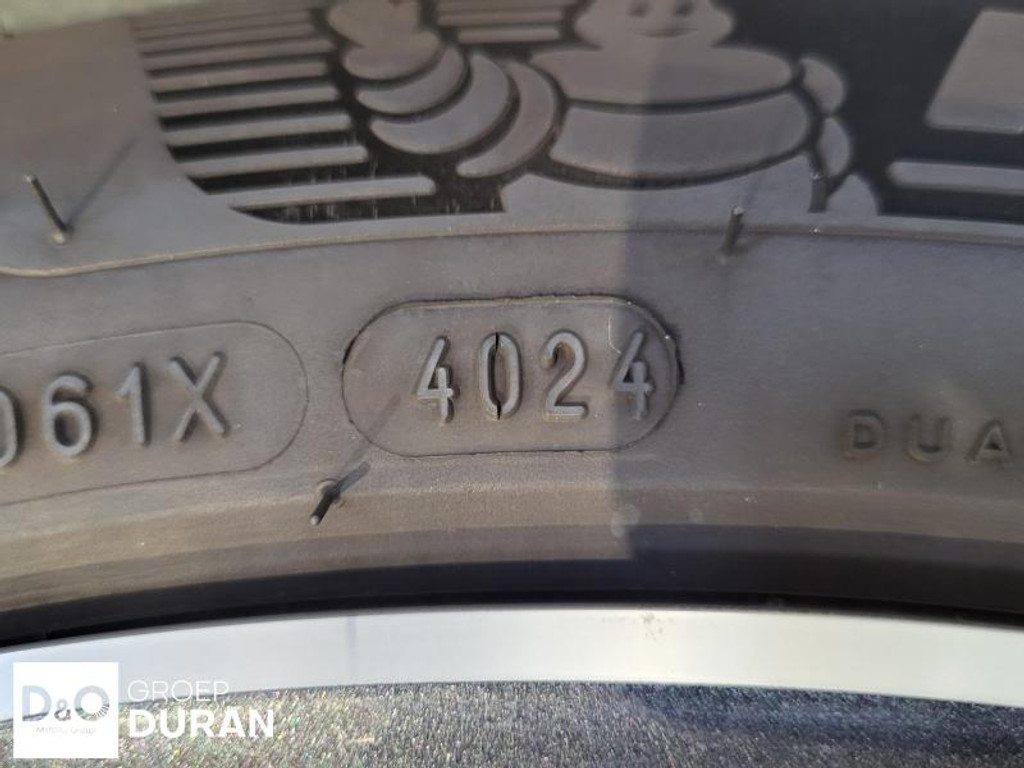 061X
4024
DUA
D&O
GROEP
DURAN